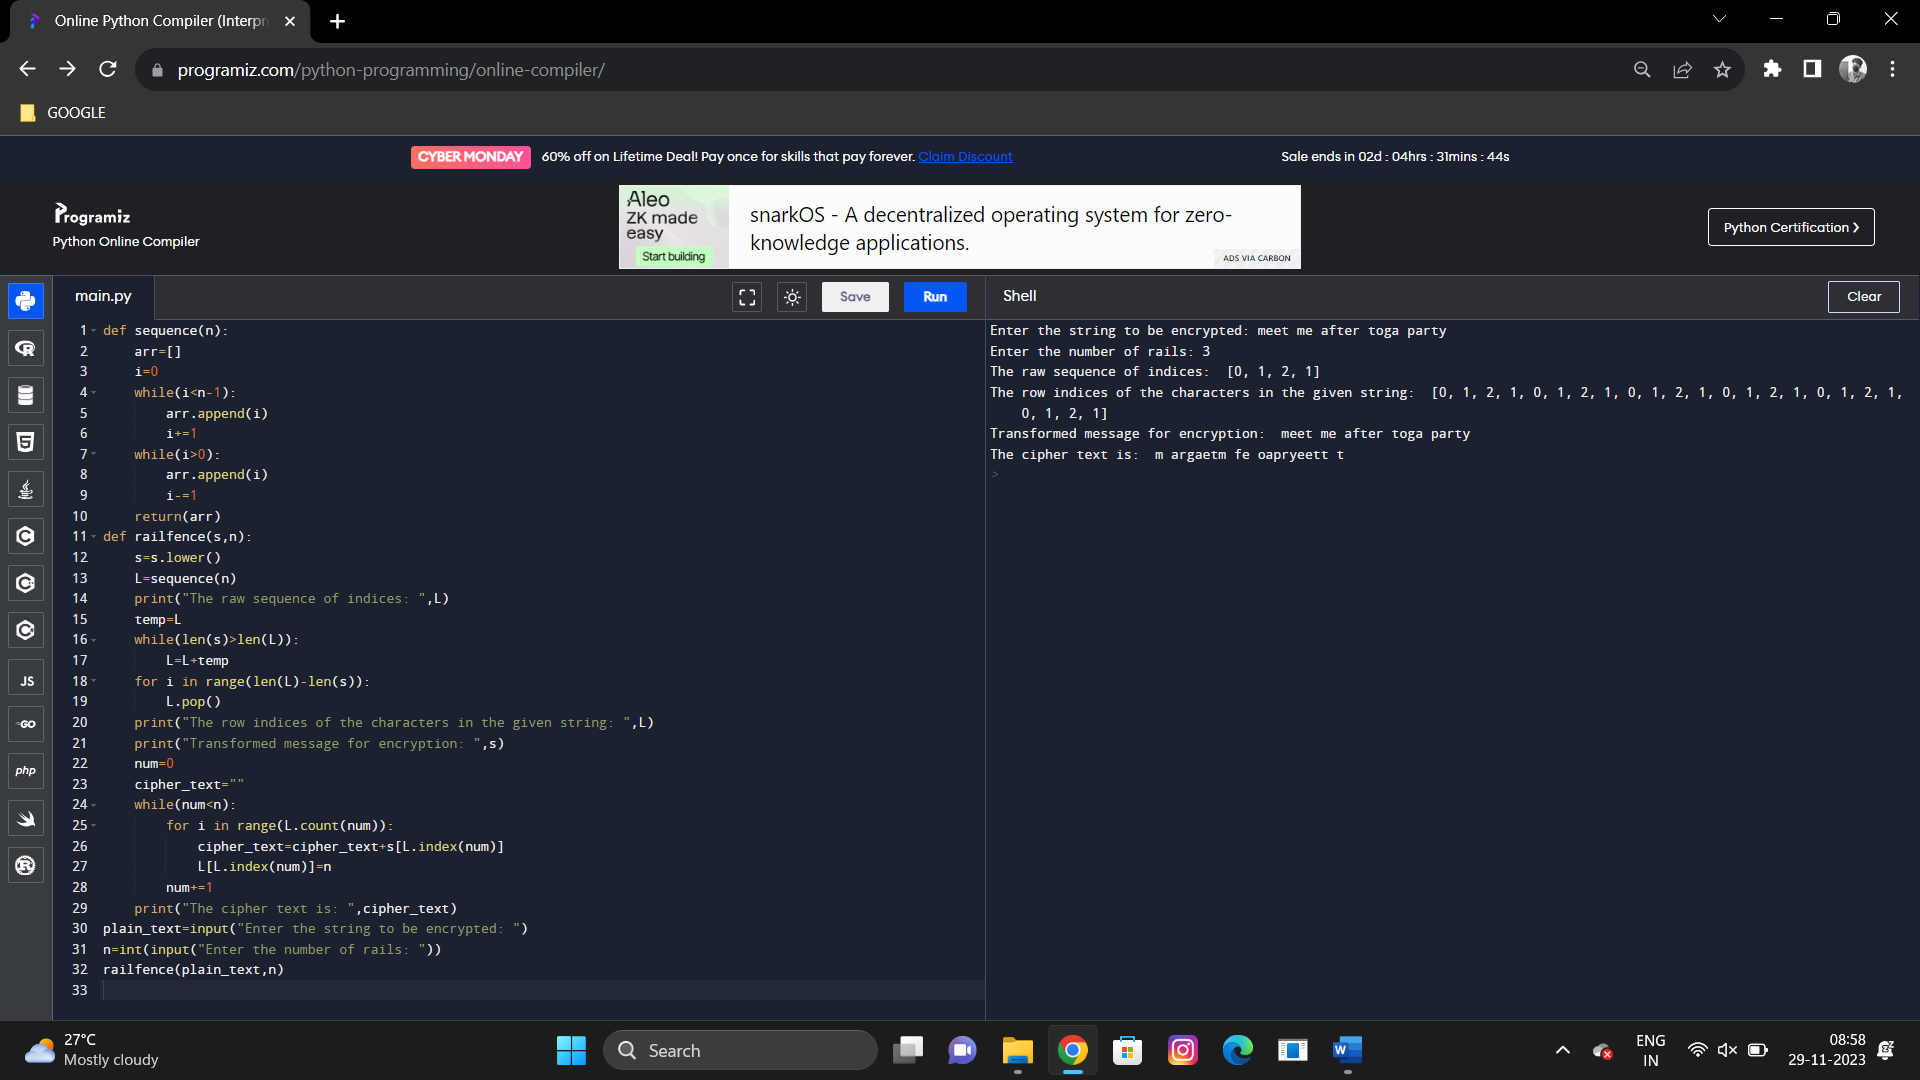 Online Python Compiler (Interpr
programiz.com/python-programming/online-compiler/
GOOGLE
CYBER MONDAY 60% off on Lifetime Deal! Pay once for skills that pay forever. Claim Discount Sale ends in 02d : 04hrs : 31mins : 44s
Programiz
Python Online Compiler
Aleo
ZK made
easy
Start building
snarkOS - A decentralized operating system for zero-
knowledge applications.
ADS VIA CARBON
Python Certification >
main.py Save Run
1 def sequence(n):
2 arr=[]
3 i=0
4 while(i<n-1):
5 arr.append(i)
6 i+=1
7 while(i>0):
8 arr.append(i)
9 i-=1
10 return(arr)
11 def railfence(s,n):
12 s=s.lower()
13 L=sequence(n)
14 print("The raw sequence of indices: ",L)
15 temp=L
16 while(len(s)>len(L)):
17 L=L+temp
18 for i in range(len(L)-len(s)):
19 L.pop()
20 print("The row indices of the characters in the given string: ",L)
21 print("Transformed message for encryption: ",s)
22 num=0
23 cipher_text=""
24 while(num<n):
25 for i in range(L.count(num)):
26 cipher_text=cipher_text+s[L.index(num)]
27 L[L.index(num)]=n
28 num+=1
29 print("The cipher text is: ",cipher_text)
30 plain_text=input("Enter the string to be encrypted: ")
31 n=int(input("Enter the number of rails: "))
32 railfence(plain_text,n)
33
Shell Clear
Enter the string to be encrypted: meet me after toga party
Enter the number of rails: 3
The raw sequence of indices:  [0, 1, 2, 1]
The row indices of the characters in the given string:  [0, 1, 2, 1, 0, 1, 2, 1, 0, 1, 2, 1, 0, 1, 2, 1, 0, 1, 2, 1,
0, 1, 2, 1]
Transformed message for encryption:  meet me after toga party
The cipher text is:  m argaetm fe oapryeett t
>
JS
GO
php
27°C
Mostly cloudy
Search
ENG
IN
08:58
29-11-2023